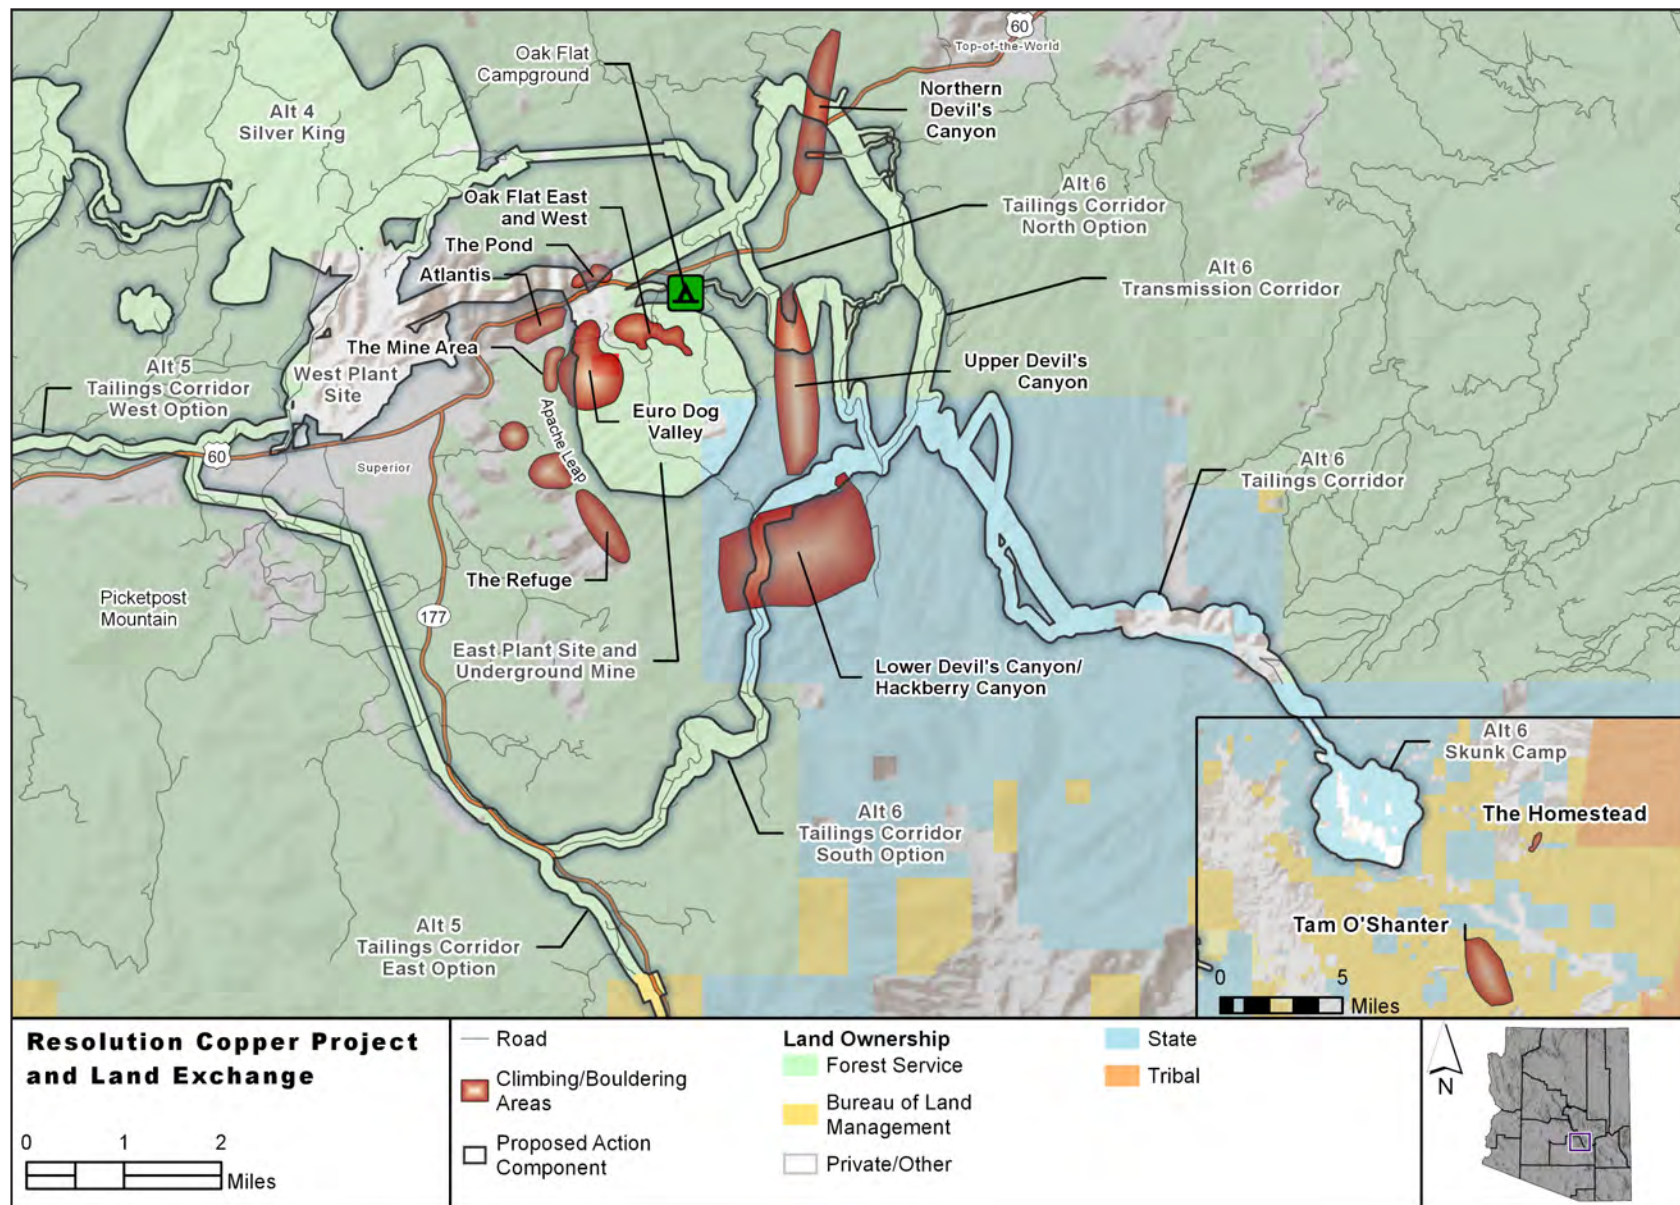 60
Top-of-the-World
Oak Flat
Campground
Northern
Devil's
Canyon
Alt 4
Silver King
Alt 6
Tailings Corridor
North Option
Oak Flat East
and West
The Pond
Atlantis
Alt 6
Transmission Corridor
The Mine Area
Upper Devil's
Canyon
Alt 5
Tailings Corridor
West Option
West Plant
Site
Euro Dog
Valley
Apache Leap
60
Superior
Alt 6
Tailings Corridor
The Refuge
Picketpost
Mountain
177
East Plant Site and
Underground Mine
Lower Devil's Canyon/
Hackberry Canyon
Alt 6
Skunk Camp
The Homestead
Alt 6
Tailings Corridor
South Option
Tam O'Shanter
Alt 5
Tailings Corridor
East Option
0 5
Miles
Resolution Copper Project
and Land Exchange
0 1 2
Miles
Road
Climbing/Bouldering
Areas
Proposed Action
Component
Land Ownership
Forest Service
Bureau of Land
Management
Private/Other
State
Tribal
N